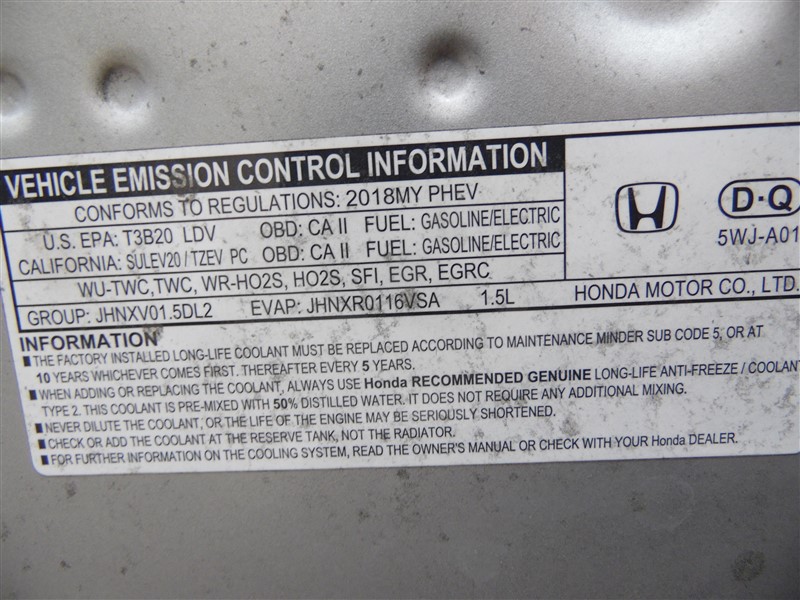 VEHICLE EMISSION CONTROL INFORMATION
CONFORMS TO REGULATIONS: 2018MY PHEV
U.S. EPA: T3B20 LDV OBD: CA II FUEL: GASOLINE/ELECTRIC
CALIFORNIA: SULEV20 / TZEV PC OBD: CA II FUEL: GASOLINE/ELECTRIC
WU-TWC, TWC, WR-HO2S, HO2S, SFI, EGR, EGRC
GROUP: JHNXV01.5DL2 EVAP: JHNXR0116VSA 1.5L
D-Q
5WJ-A01
HONDA MOTOR CO., LTD.
INFORMATION
■THE FACTORY INSTALLED LONG-LIFE COOLANT MUST BE REPLACED ACCORDING TO MAINTENANCE MINDER SUB CODE 5, OR AT
10 YEARS WHICHEVER COMES FIRST. THEREAFTER EVERY 5 YEARS.
■WHEN ADDING OR REPLACING THE COOLANT, ALWAYS USE Honda RECOMMENDED GENUINE LONG-LIFE ANTI-FREEZE / COOLANT
TYPE 2. THIS COOLANT IS PRE-MIXED WITH 50% DISTILLED WATER. IT DOES NOT REQUIRE ANY ADDITIONAL MIXING.
■NEVER DILUTE THE COOLANT, OR THE LIFE OF THE ENGINE MAY BE SERIOUSLY SHORTENED.
■CHECK OR ADD THE COOLANT AT THE RESERVE TANK, NOT THE RADIATOR.
■FOR FURTHER INFORMATION ON THE COOLING SYSTEM, READ THE OWNER'S MANUAL OR CHECK WITH YOUR Honda DEALER.